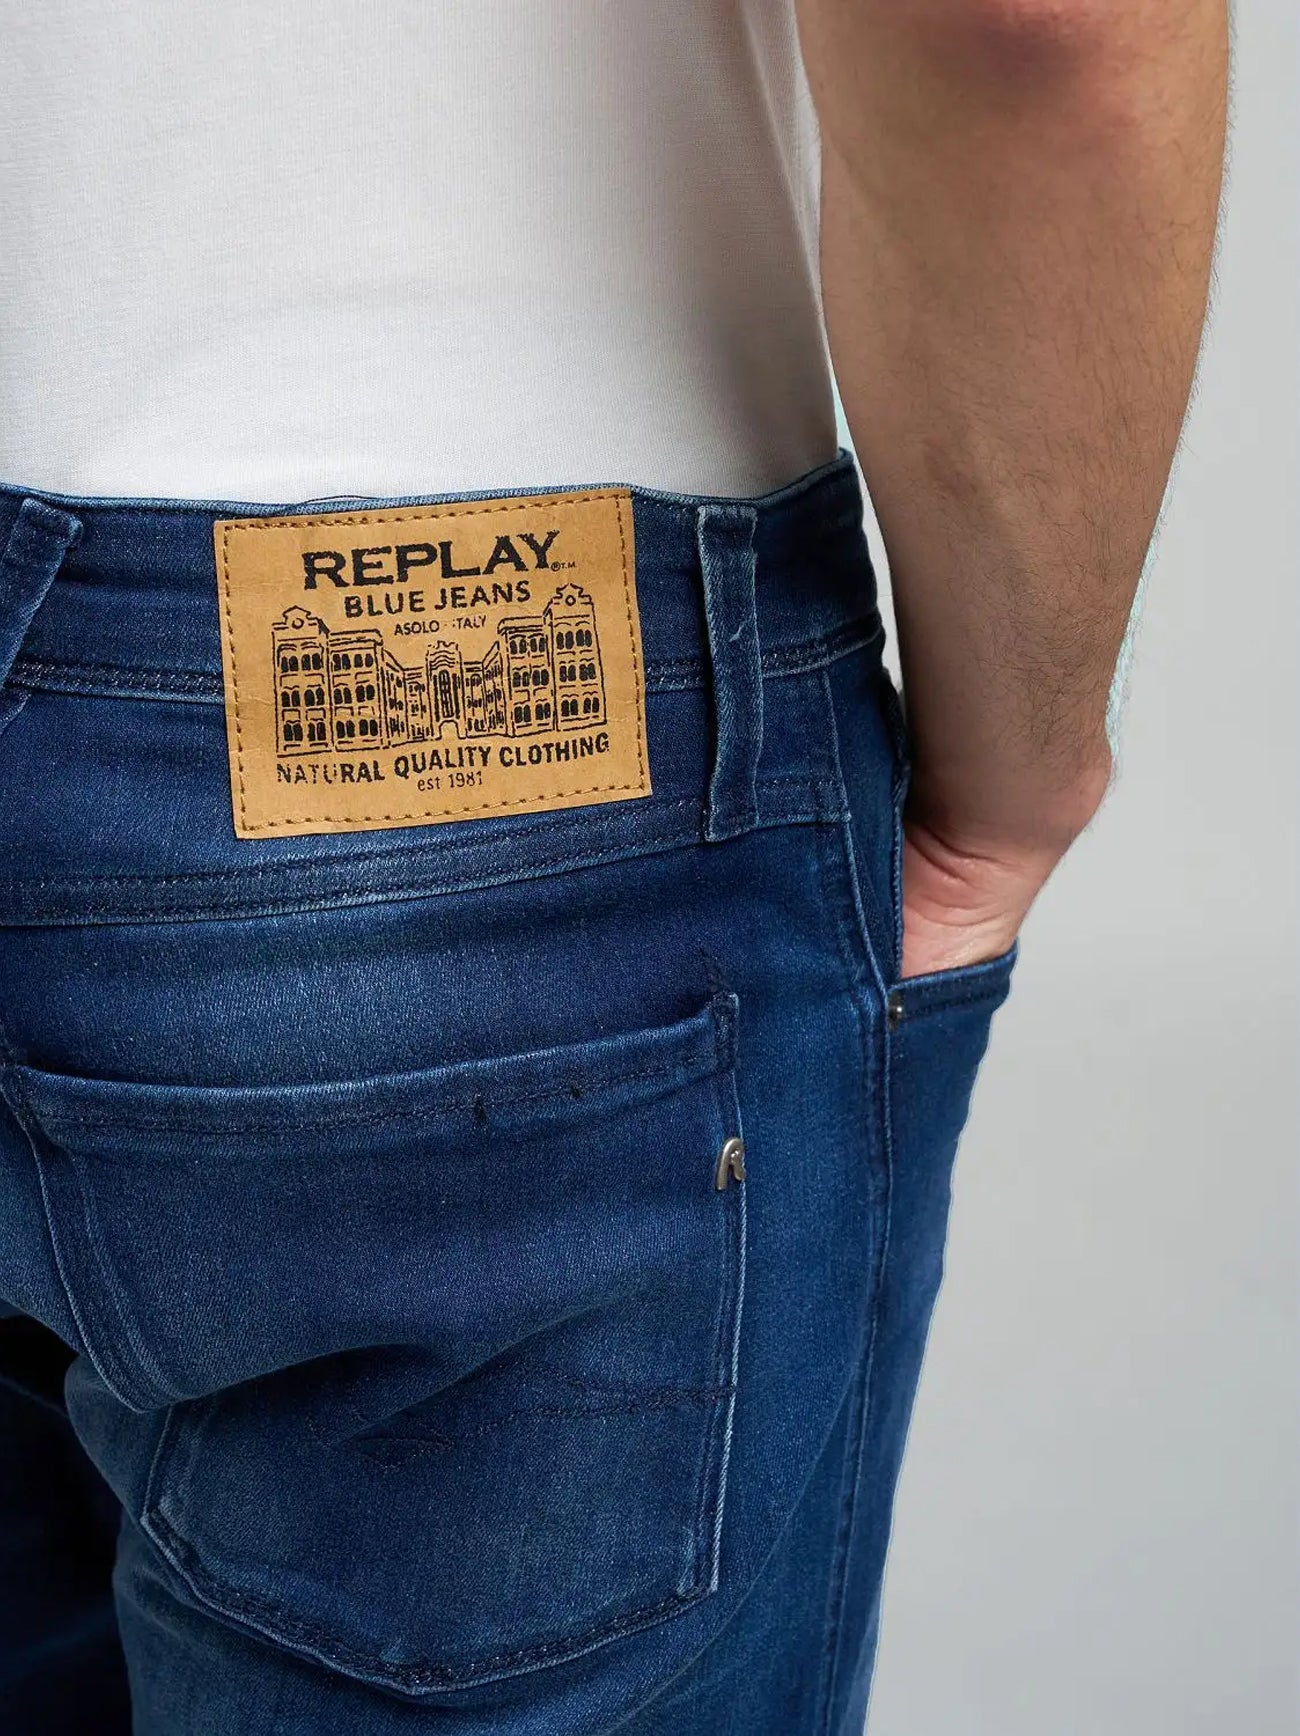 REPLAY®T.M.
BLUE JEANS
ASOLO ITALY
NATURAL QUALITY CLOTHING
est 1981